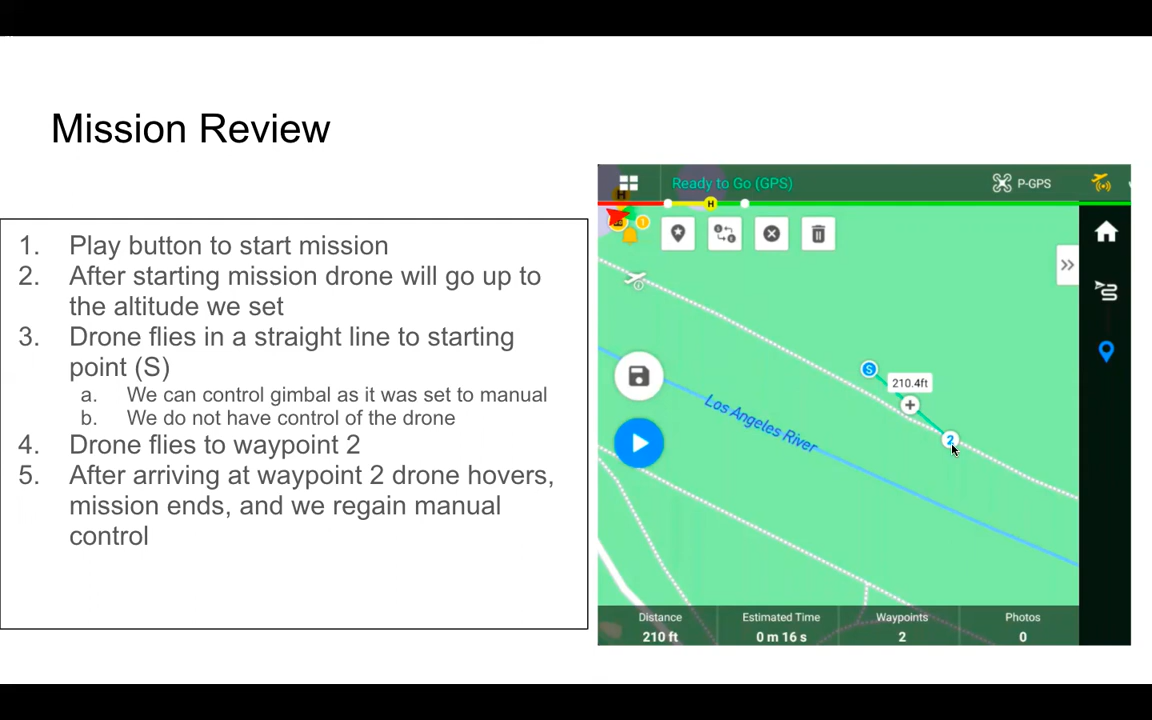 Mission Review
1. Play button to start mission
2. After starting mission drone will go up to
the altitude we set
3. Drone flies in a straight line to starting
point (S)
a. We can control gimbal as it was set to manual
b. We do not have control of the drone
4. Drone flies to waypoint 2
5. After arriving at waypoint 2 drone hovers,
mission ends, and we regain manual
control
Ready to Go (GPS)
P-GPS
H
H
1
S
210.4ft
2
Los Angeles River
Distance Estimated Time Waypoints Photos
210 ft 0 m 16 s 2 0